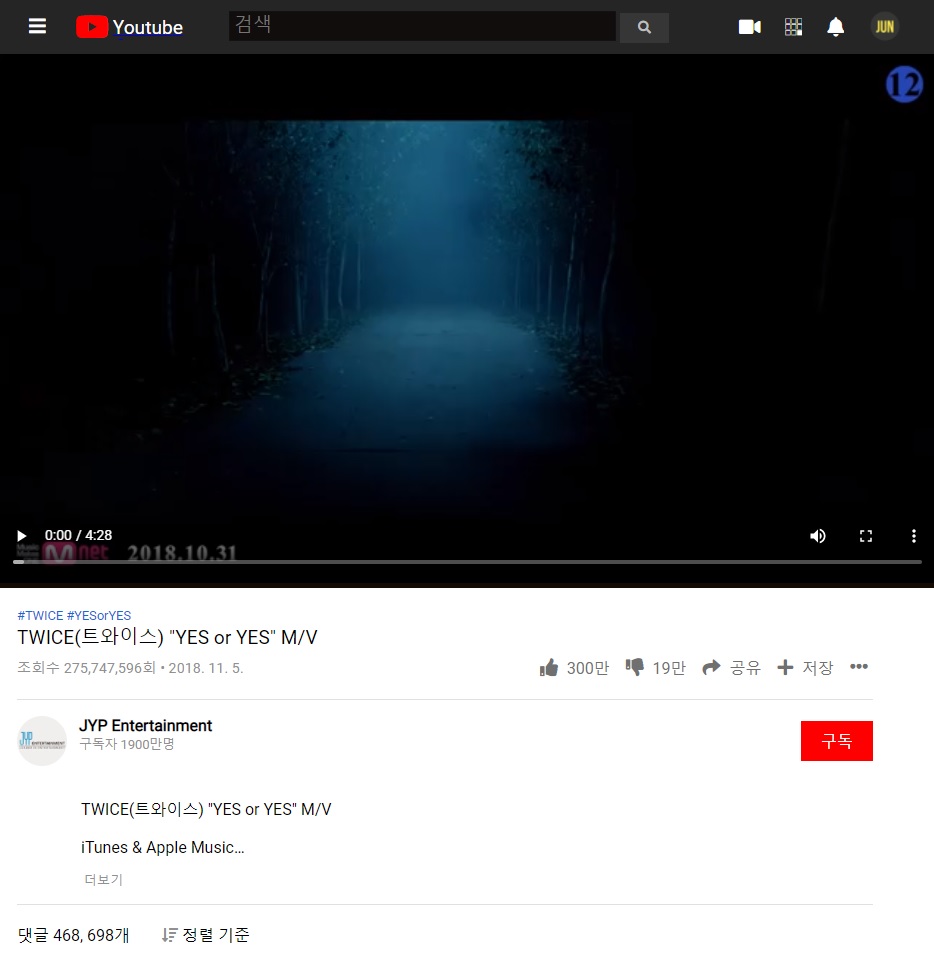 Youtube
검색
JUN
12
0:00 / 4:28
Mnet 2018.10.31
#TWICE #YESorYES
TWICE(트와이스) "YES or YES" M/V
조회수 275,747,596회 • 2018. 11. 5.
300만 19만 공유 저장
JYP Entertainment
구독자 1900만명
구독
TWICE(트와이스) "YES or YES" M/V
iTunes & Apple Music...
더보기
댓글 468, 698개 정렬 기준